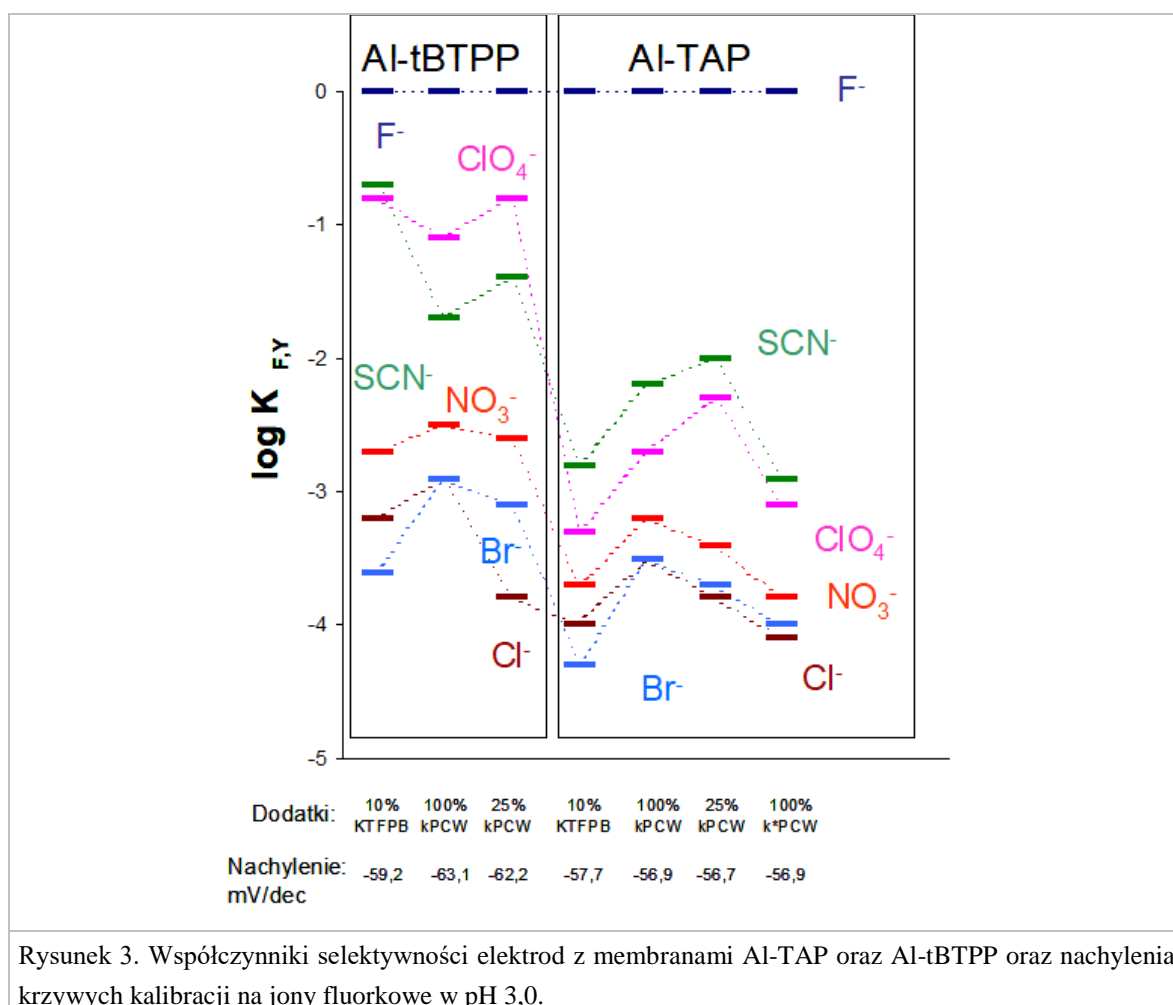 Al-tBTPP
Al-TAP
0
F-
F-
ClO4-
-1
log K F,Y
-2
SCN-
SCN-
NO3-
-3
Br-
ClO4-
NO3-
-4
Cl-
Br-
Cl-
-5
Dodatki: 10% 100% 25% 10% 100% 25% 100%
KTFPB kPCW kPCW KTFPB kPCW kPCW k*PCW
Nachylenie: -59,2 -63,1 -62,2 -57,7 -56,9 -56,7 -56,9
mV/dec
Rysunek 3. Współczynniki selektywności elektrod z membranami Al-TAP oraz Al-tBTPP oraz nachylenia
krzywych kalibracji na jony fluorkowe w pH 3,0.